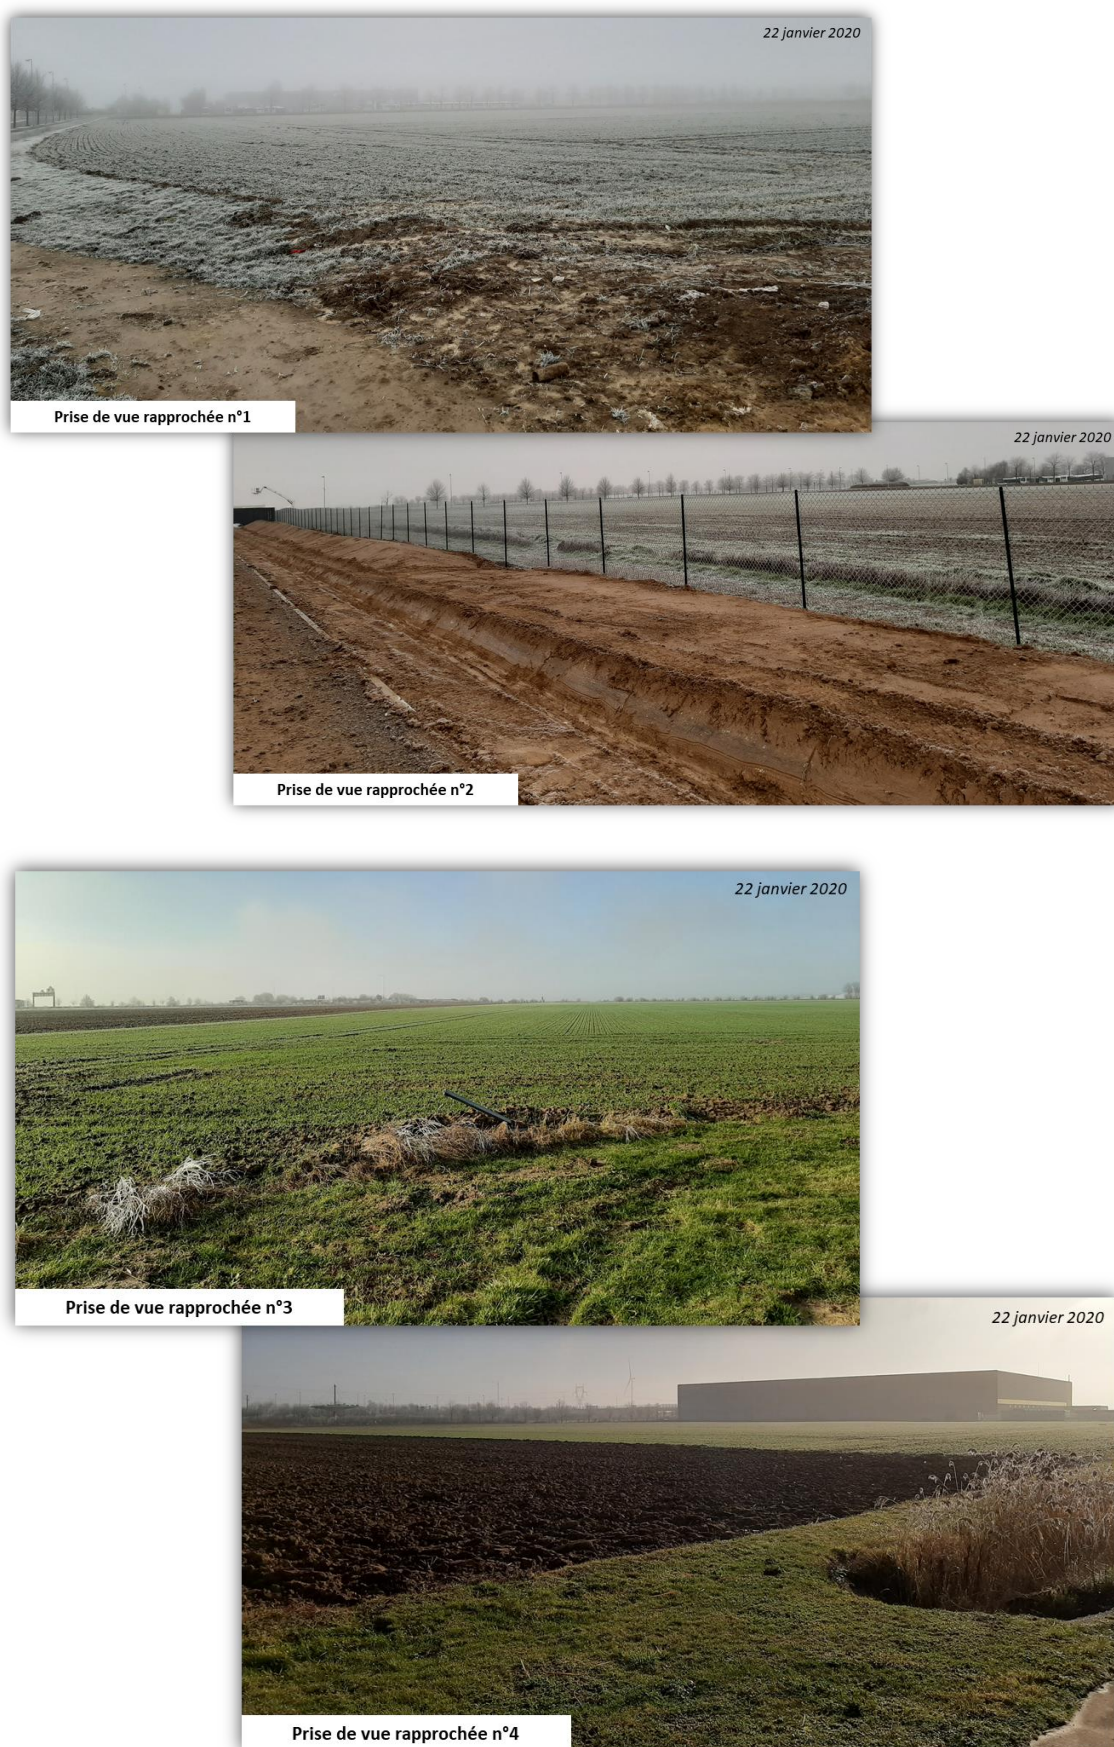 22 janvier 2020
Prise de vue rapprochée n°1
22 janvier 2020
Prise de vue rapprochée n°2
22 janvier 2020
Prise de vue rapprochée n°3
22 janvier 2020
Prise de vue rapprochée n°4